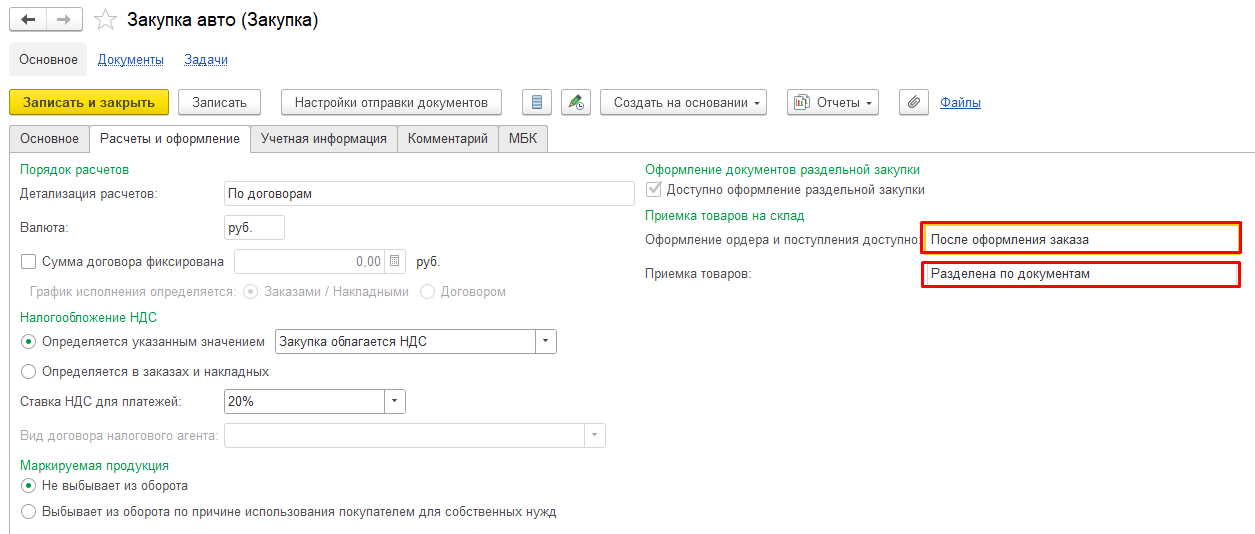 Закупка авто (Закупка)
Основное Документы Задачи
Записать и закрыть Записать Настройки отправки документов Создать на основании Отчеты Файлы
Основное Расчеты и оформление Учетная информация Комментарий МБК
Порядок расчетов
Детализация расчетов: По договорам
Валюта: руб.
Сумма договора фиксирована 0,00 руб.
График исполнения определяется: Заказами / Накладными Договором
Налогообложение НДС
Определяется указанным значением Закупка облагается НДС
Определяется в заказах и накладных
Ставка НДС для платежей: 20%
Вид договора налогового агента:
Маркируемая продукция
Не выбывает из оборота
Выбывает из оборота по причине использования покупателем для собственных нужд
Оформление документов раздельной закупки
Доступно оформление раздельной закупки
Приемка товаров на склад
Оформление ордера и поступления доступно: После оформления заказа
Приемка товаров: Разделена по документам